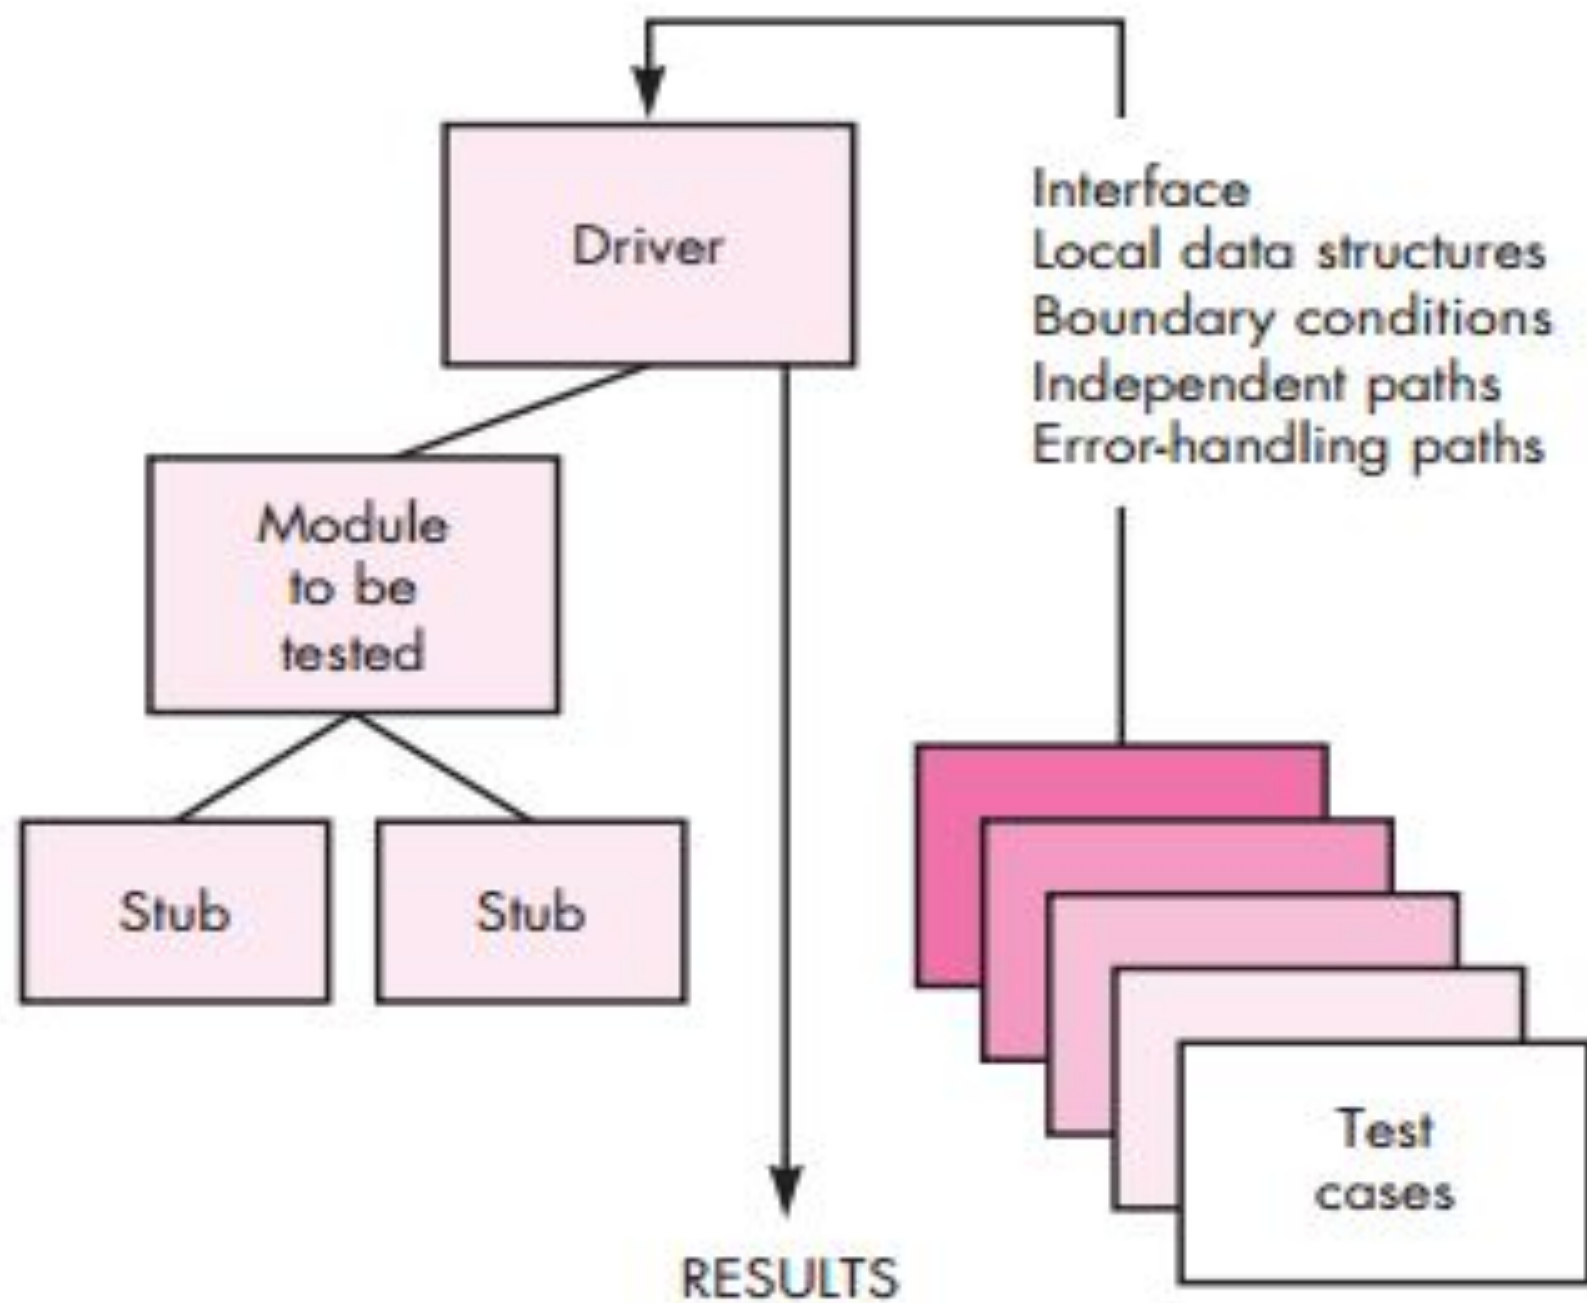 Driver
Interface
Local data structures
Boundary conditions
Independent paths
Error-handling paths
Module
to be
tested
Stub
Stub
Test
cases
RESULTS